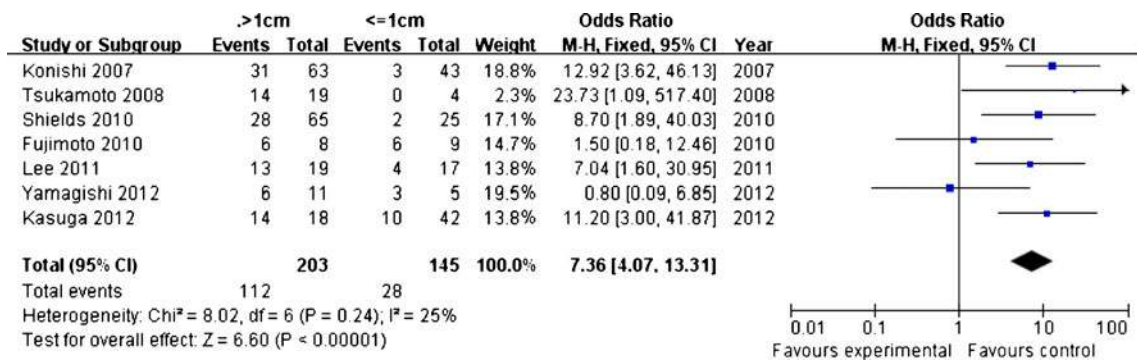 .>1cm <=1cm Odds Ratio Odds Ratio
Study or Subgroup Events Total Events Total Weight M-H, Fixed, 95% CI Year M-H, Fixed, 95% CI
Konishi 2007 31 63 3 43 18.8% 12.92 [3.62, 46.13] 2007
Tsukamoto 2008 14 19 0 4 2.3% 23.73 [1.09, 517.40] 2008
Shields 2010 28 65 2 25 17.1% 8.70 [1.89, 40.03] 2010
Fujimoto 2010 6 8 6 9 14.7% 1.50 [0.18, 12.46] 2010
Lee 2011 13 19 4 17 13.8% 7.04 [1.60, 30.95] 2011
Yamagishi 2012 6 11 3 5 19.5% 0.80 [0.09, 6.85] 2012
Kasuga 2012 14 18 10 42 13.8% 11.20 [3.00, 41.87] 2012
Total (95% CI) 203 145 100.0% 7.36 [4.07, 13.31]
Total events 112 28
Heterogeneity: Chi² = 8.02, df = 6 (P = 0.24); I² = 25%
Test for overall effect: Z = 6.60 (P < 0.00001)
0.01 0.1 1 10 100
Favours experimental Favours control